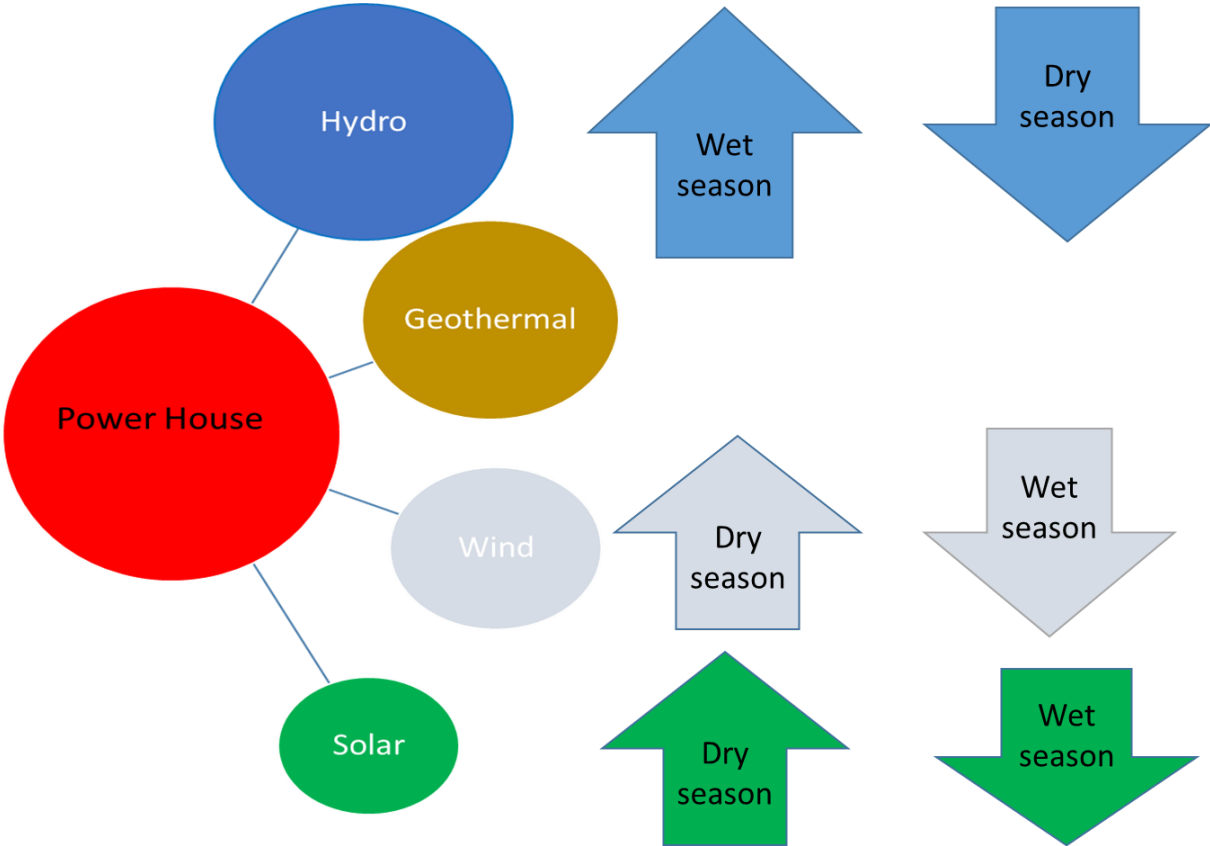 Hydro
Wet
season
Dry
season
Geothermal
Power House
Wind
Dry
season
Wet
season
Solar
Dry
season
Wet
season